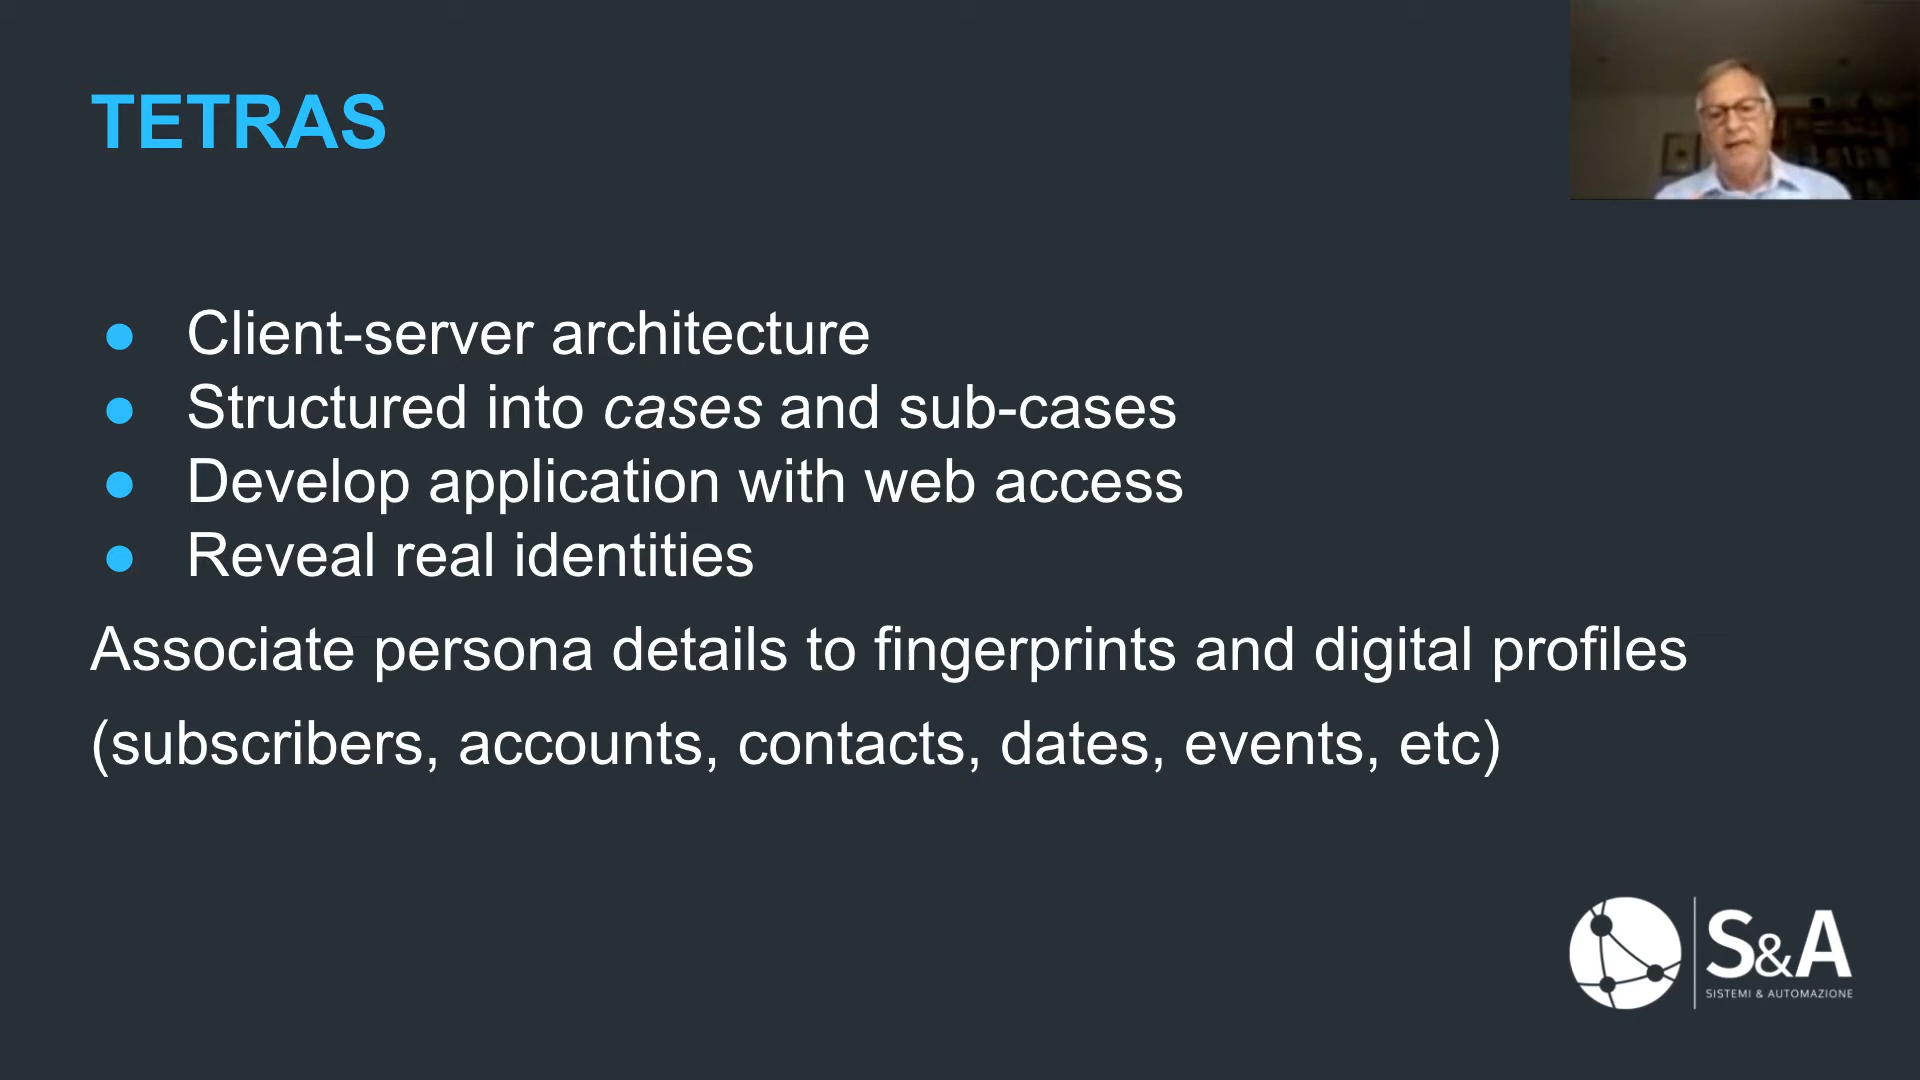 TETRAS
● Client-server architecture
● Structured into cases and sub-cases
● Develop application with web access
● Reveal real identities
Associate persona details to fingerprints and digital profiles
(subscribers, accounts, contacts, dates, events, etc)
S&A
SISTEMI & AUTOMAZIONE